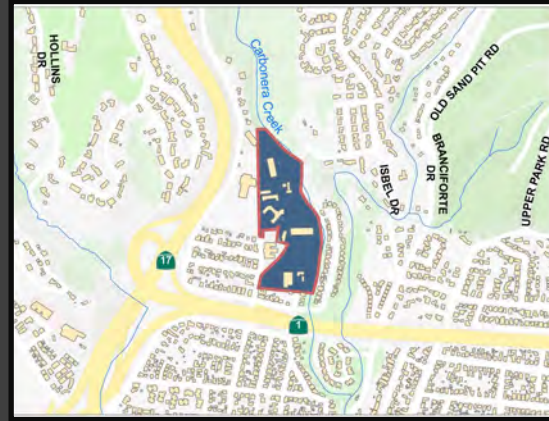 HOLLINS
DR
Carbonera Creek
OLD SAND PIT RD
BRANCIFORTE
DR
ISBEL DR
UPPER PARK RD
17
1